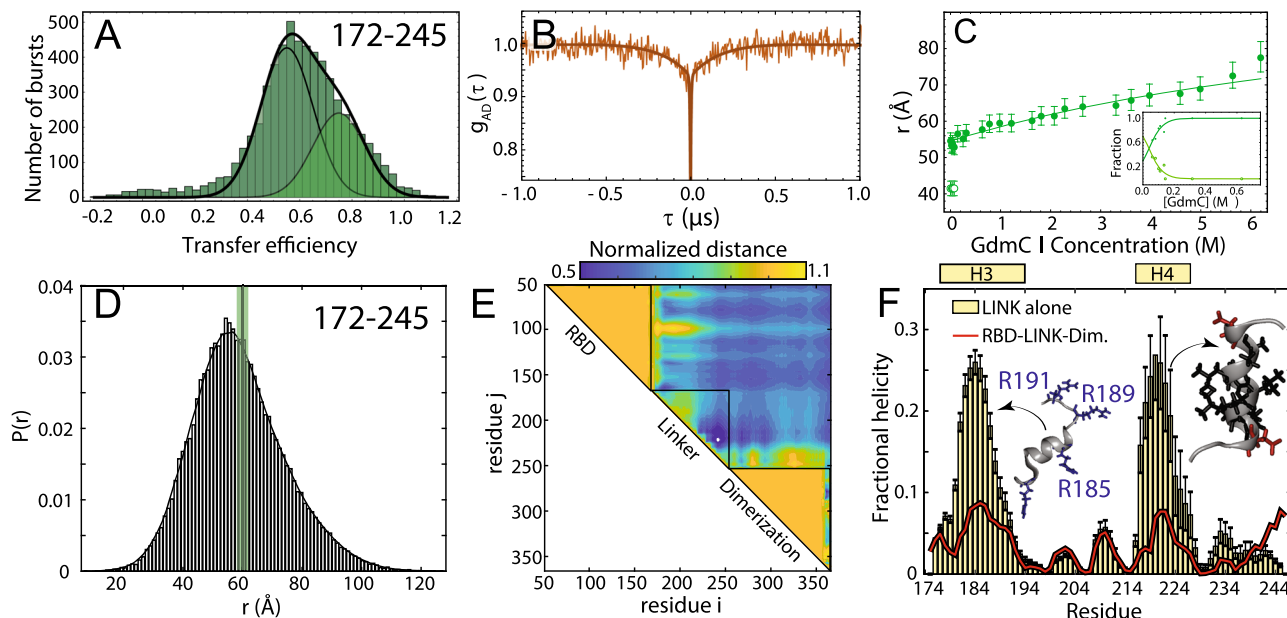 A
172-245
Number of bursts
500
400
300
200
100
0
-0.2
0.0
0.4
0.6
0.8
1.0
1.2
Transfer efficiency
B
g_AD(τ)
1.0
0.9
0.8
- 1.0
- 0.5
0
0.5
1.0
τ (μs)
C
r (Å)
90
80
70
60
50
40
0
1
2
3
4
5
6
GdmC l Concentration (M)
Fraction
1.0
0.6
0.2
0.0
0.2
0.4
0.6
[GdmC] (M )
D
172-245
P(r)
0.04
0.03
0.02
0.01
0
20
40
60
80
100
120
r (Å)
Normalized distance
0.5
1.1
E
residue j
50
100
150
200
250
300
350
RBD
Linker
Dimerization
50
100
150
200
250
300
350
residue i
H3
H4
F
LINK alone
RBD-LINK-Dim.
R191
R189
R185
Fractional helicity
0.3
0.2
0.1
0
174
184
194
204
214
224
234
244
Residue